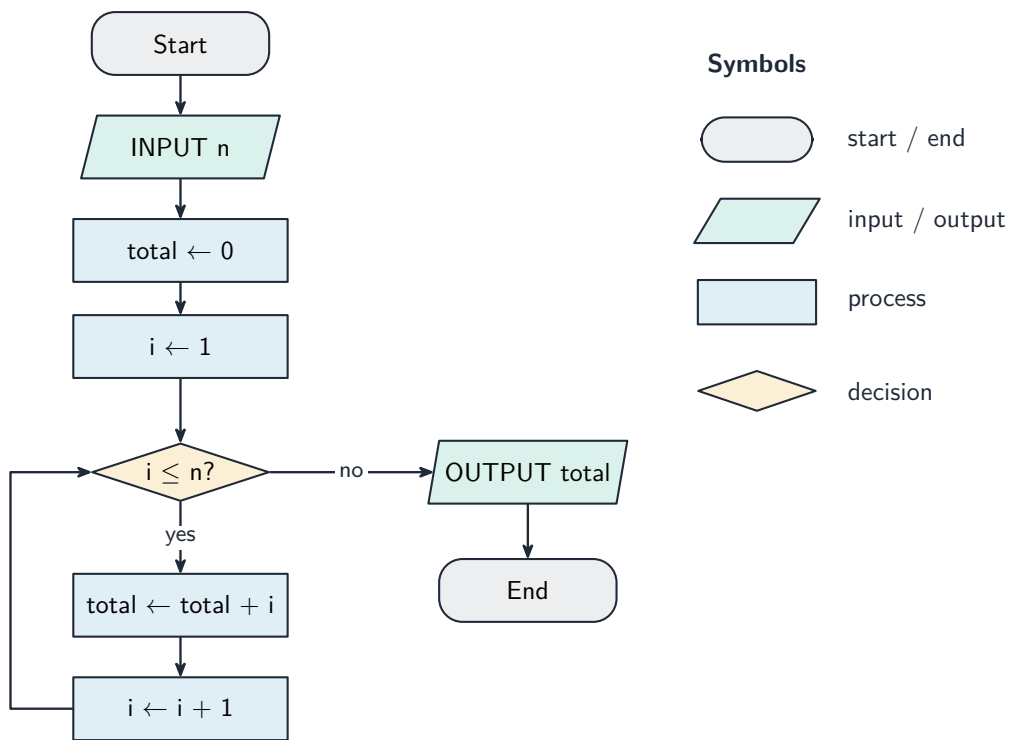 Start
INPUT n
total ← 0
i ← 1
i ≤ n?
no
OUTPUT total
yes
End
total ← total + i
i ← i + 1
Symbols
start / end
input / output
process
decision